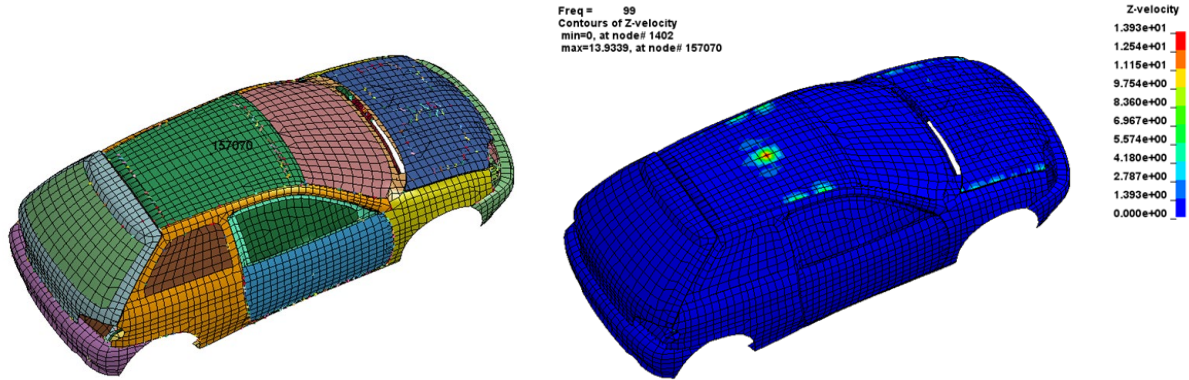 Freq = 99
Contours of Z-velocity
min=0, at node# 1402
max=13.9339, at node# 157070
Z-velocity
1.393e+01
1.254e+01
1.115e+01
9.754e+00
8.360e+00
6.967e+00
5.574e+00
4.180e+00
2.787e+00
1.393e+00
0.000e+00
157070